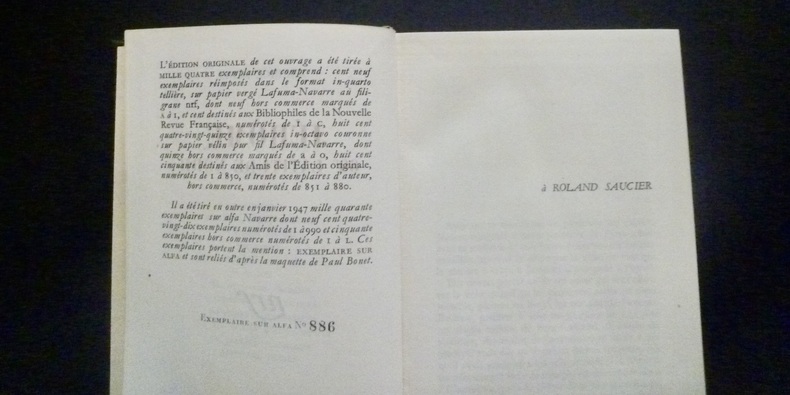 L'ÉDITION ORIGINALE de cet ouvrage a été tirée à
MILLE QUATRE exemplaires et comprend : cent neuf
exemplaires réimposés dans le format in-quarto
tellière, sur papier vergé Lafuma-Navarre au fili-
grane nrf, dont neuf hors commerce marqués de
A à I, et cent destinés aux Bibliophiles de la Nouvelle
Revue Française, numérotés de I à C, huit cent
quatre-vingt-quinze exemplaires in-octavo couronne
sur papier vélin pur fil Lafuma-Navarre, dont
quinze hors commerce marqués de a à o, huit cent
cinquante destinés aux Amis de l'Édition originale,
numérotés de 1 à 850, et trente exemplaires d'auteur,
hors commerce, numérotés de 851 à 880.
Il a été tiré en outre en janvier 1947 mille quarante
exemplaires sur alfa Navarre dont neuf cent quatre-
vingt-dix exemplaires numérotés de 1 à 990 et cinquante
exemplaires hors commerce numérotés de I à L. Ces
exemplaires portent la mention : EXEMPLAIRE SUR
ALFA et sont reliés d'après la maquette de Paul Bonet.
EXEMPLAIRE SUR ALFA Nº 886
à ROLAND SAUCIER